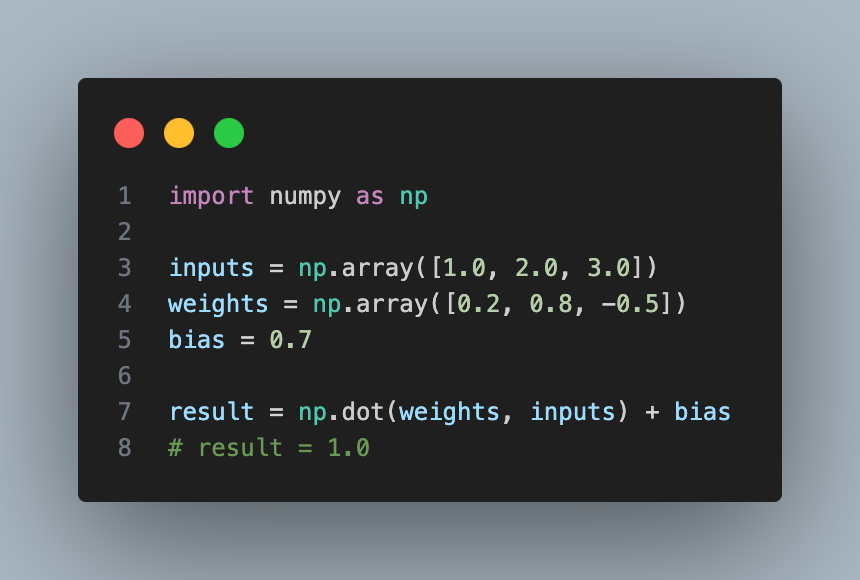 1 import numpy as np
2
3 inputs = np.array([1.0, 2.0, 3.0])
4 weights = np.array([0.2, 0.8, -0.5])
5 bias = 0.7
6
7 result = np.dot(weights, inputs) + bias
8 # result = 1.0